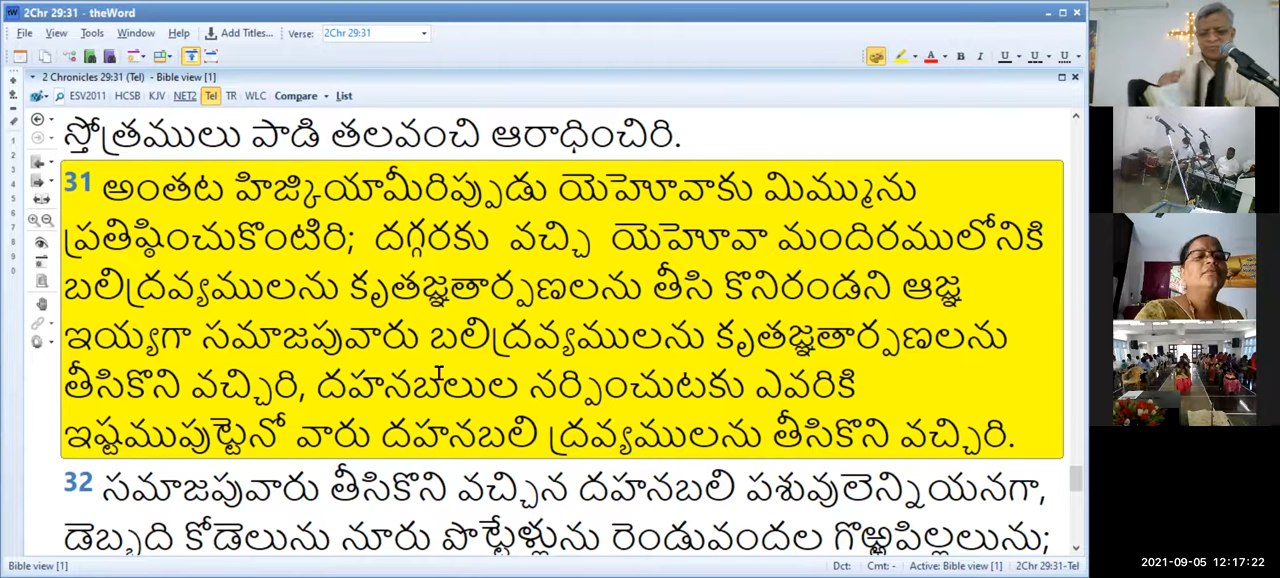 2Chr 29:31 - theWord
File View Tools Window Help Add Titles... Verse: 2Chr 29:31
2 Chronicles 29:31 (Tel) - Bible view [1]
ESV2011 HCSB KJV NET2 Tel TR WLC Compare List
స్తోత్రములు పాడి తలవంచి ఆరాధించిరి.
31 అంతట హిజ్కియామీరిప్పుడు యెహోవాకు మిమ్మును
ప్రతిష్ఠించుకొంటిరి; దగ్గరకు వచ్చి యెహోవా మందిరములోనికి
బలిద్రవ్యములను కృతజ్ఞతార్పణలను తీసి కొనిరండని ఆజ్ఞ
ఇయ్యగా సమాజపువారు బలిద్రవ్యములను కృతజ్ఞతార్పణలను
తీసికొని వచ్చిరి, దహనబలుల నర్పించుటకు ఎవరికి
ఇష్టముపుట్టెనో వారు దహనబలి ద్రవ్యములను తీసికొని వచ్చిరి.
32 సమాజపువారు తీసికొని వచ్చిన దహనబలి పశువులెన్నియనగా,
డెబ్బది కోడెలును నూరు పొట్టేళ్లును రెండువందల గొఱ్ఱపిల్లలును;
Bible view [1] Dct: Cmt: - Active: Bible view [1] 2Chr 29:31-Tel
2021-09-05 12:17:22